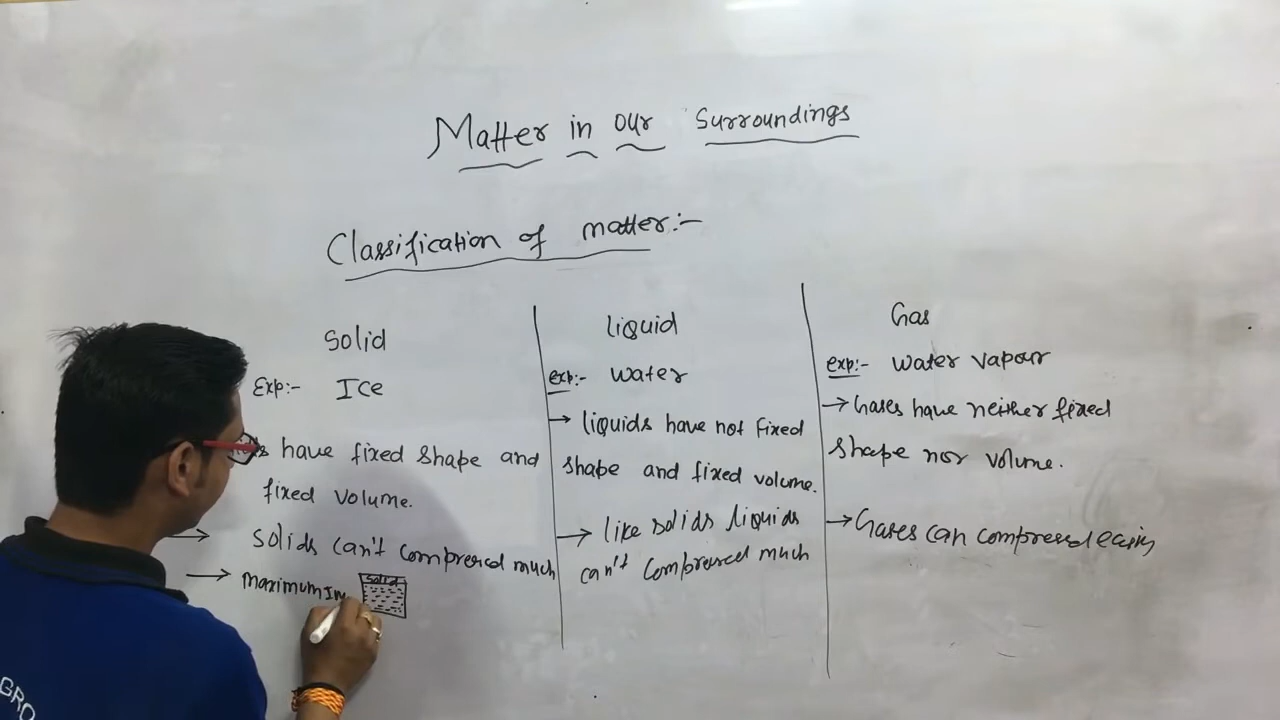 Matter in our Surroundings
Classification of matter:-
Solid
Exp:- Ice
have fixed shape and
fixed volume.
→ Solids can't compressed much
→ maximum In
Solid
liquid
exp:- water
→ liquids have not fixed
shape and fixed volume.
→ like solids liquids
can't compressed much
Gas
exp:- water vapour
→ Gases have neither fixed
shape nor volume.
→ Gases can compressed easily
GRO